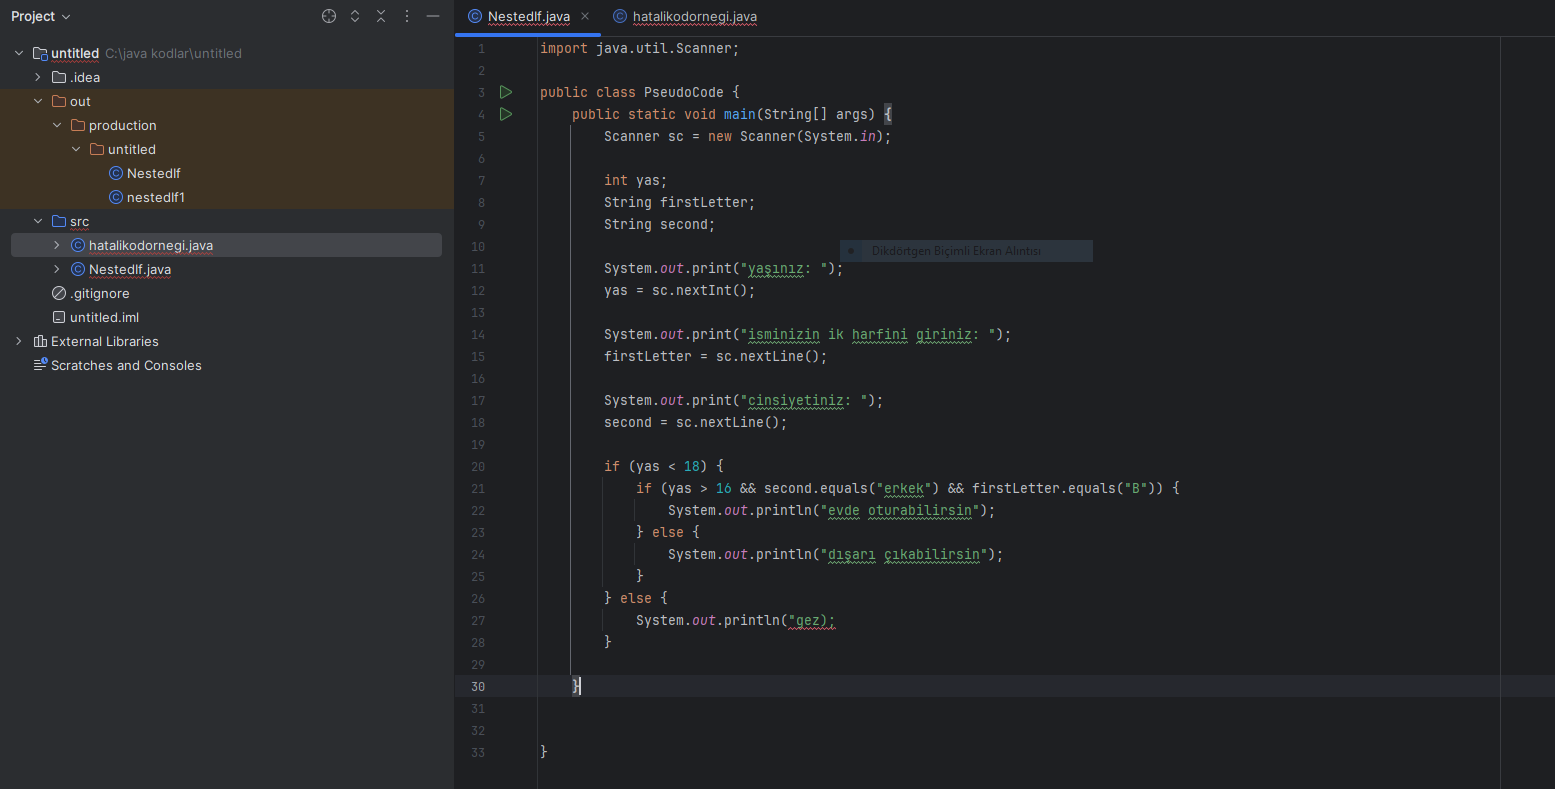 Project
untitled C:\java kodlar\untitled
.idea
out
production
untitled
NestedIf
nestedIf1
src
hatalikodornegi.java
NestedIf.java
.gitignore
untitled.iml
External Libraries
Scratches and Consoles
NestedIf.java hatalikodornegi.java
1 import java.util.Scanner;
2
3 public class PseudoCode {
4 public static void main(String[] args) {
5 Scanner sc = new Scanner(System.in);
6
7 int yas;
8 String firstLetter;
9 String second;
10
Dikdörtgen Biçimli Ekran Alıntısı
11 System.out.print("yaşınız: ");
12 yas = sc.nextInt();
13
14 System.out.print("isminizin ik harfini giriniz: ");
15 firstLetter = sc.nextLine();
16
17 System.out.print("cinsiyetiniz: ");
18 second = sc.nextLine();
19
20 if (yas < 18) {
21 if (yas > 16 && second.equals("erkek") && firstLetter.equals("B")) {
22 System.out.println("evde oturabilirsin");
23 } else {
24 System.out.println("dışarı çıkabilirsin");
25 }
26 } else {
27 System.out.println("gez);
28 }
29
30 }
31
32
33 }